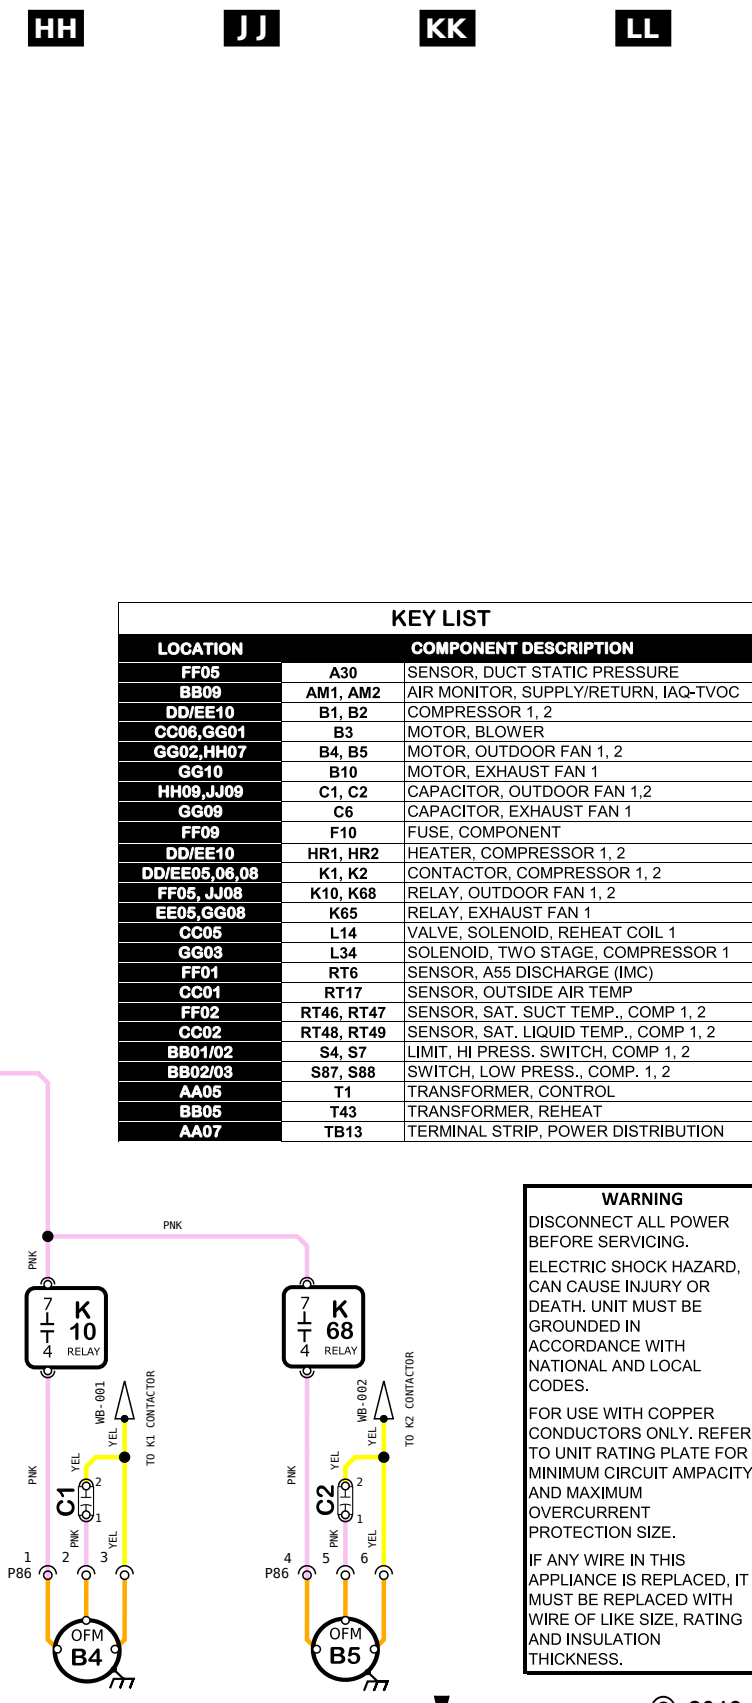 HH JJ KK LL
KEY LIST
LOCATION COMPONENT DESCRIPTION
FF05 A30 SENSOR, DUCT STATIC PRESSURE
BB09 AM1, AM2 AIR MONITOR, SUPPLY/RETURN, IAQ-TVOC
DD/EE10 B1, B2 COMPRESSOR 1, 2
CC06,GG01 B3 MOTOR, BLOWER
GG02,HH07 B4, B5 MOTOR, OUTDOOR FAN 1, 2
GG10 B10 MOTOR, EXHAUST FAN 1
HH09,JJ09 C1, C2 CAPACITOR, OUTDOOR FAN 1,2
GG09 C6 CAPACITOR, EXHAUST FAN 1
FF09 F10 FUSE, COMPONENT
DD/EE10 HR1, HR2 HEATER, COMPRESSOR 1, 2
DD/EE05,06,08 K1, K2 CONTACTOR, COMPRESSOR 1, 2
FF05, JJ08 K10, K68 RELAY, OUTDOOR FAN 1, 2
EE05,GG08 K65 RELAY, EXHAUST FAN 1
CC05 L14 VALVE, SOLENOID, REHEAT COIL 1
GG03 L34 SOLENOID, TWO STAGE, COMPRESSOR 1
FF01 RT6 SENSOR, A55 DISCHARGE (IMC)
CC01 RT17 SENSOR, OUTSIDE AIR TEMP
FF02 RT46, RT47 SENSOR, SAT. SUCT TEMP., COMP 1, 2
CC02 RT48, RT49 SENSOR, SAT. LIQUID TEMP., COMP 1, 2
BB01/02 S4, S7 LIMIT, HI PRESS. SWITCH, COMP 1, 2
BB02/03 S87, S88 SWITCH, LOW PRESS., COMP. 1, 2
AA05 T1 TRANSFORMER, CONTROL
BB05 T43 TRANSFORMER, REHEAT
AA07 TB13 TERMINAL STRIP, POWER DISTRIBUTION
WARNING
DISCONNECT ALL POWER
BEFORE SERVICING.
ELECTRIC SHOCK HAZARD,
CAN CAUSE INJURY OR
DEATH. UNIT MUST BE
GROUNDED IN
ACCORDANCE WITH
NATIONAL AND LOCAL
CODES.
FOR USE WITH COPPER
CONDUCTORS ONLY. REFER
TO UNIT RATING PLATE FOR
MINIMUM CIRCUIT AMPACITY
AND MAXIMUM
OVERCURRENT
PROTECTION SIZE.
IF ANY WIRE IN THIS
APPLIANCE IS REPLACED, IT
MUST BE REPLACED WITH
WIRE OF LIKE SIZE, RATING
AND INSULATION
THICKNESS.
PNK
PNK
7 K
10
4 RELAY
WB-001
TO K1 CONTACTOR
YEL
YEL
PNK
C1
2
1
PNK
YEL
1 2 3
P86
OFM
B4
7 K
68
4 RELAY
WB-002
TO K2 CONTACTOR
YEL
YEL
PNK
C2
2
1
PNK
YEL
4 5 6
P86
OFM
B5